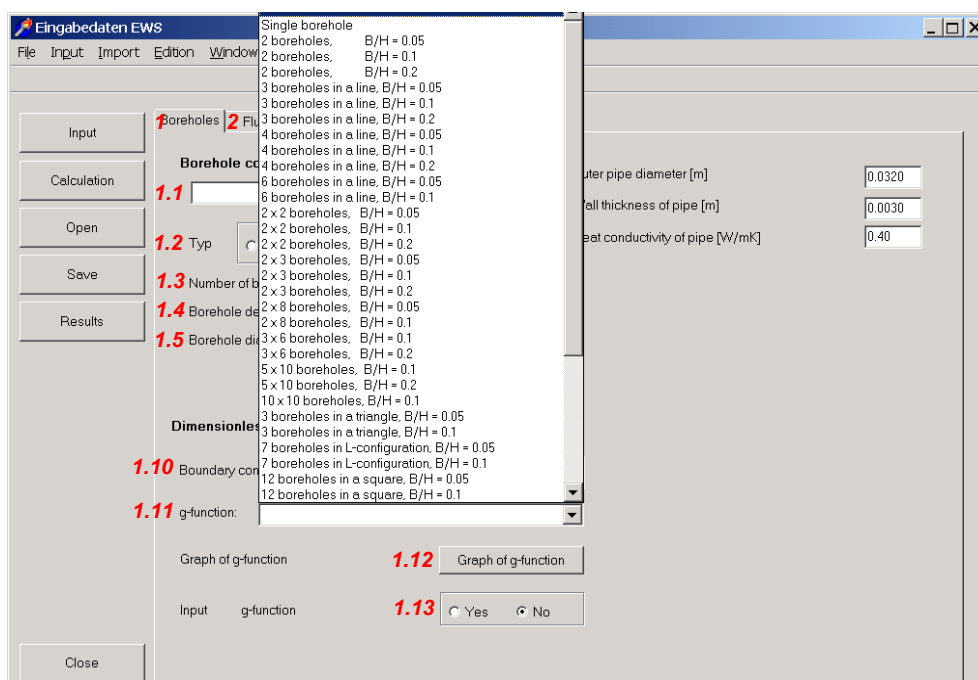 Eingabedaten EWS
File Input Import Edition Window
Input
Calculation
Open
Save
Results
Close
1 Boreholes 2
Borehole
1.1
1.2 Typ
1.3 Number of
1.4 Borehole
1.5 Borehole
Single borehole
2 boreholes, B/H = 0.05
2 boreholes, B/H = 0.1
2 boreholes, B/H = 0.2
3 boreholes in a line, B/H = 0.05
3 boreholes in a line, B/H = 0.1
3 boreholes in a line, B/H = 0.2
4 boreholes in a line, B/H = 0.05
4 boreholes in a line, B/H = 0.1
4 boreholes in a line, B/H = 0.2
6 boreholes in a line, B/H = 0.05
6 boreholes in a line, B/H = 0.1
2 x 2 boreholes, B/H = 0.05
2 x 2 boreholes, B/H = 0.1
2 x 2 boreholes, B/H = 0.2
2 x 3 boreholes, B/H = 0.05
2 x 3 boreholes, B/H = 0.1
2 x 3 boreholes, B/H = 0.2
2 x 8 boreholes, B/H = 0.05
2 x 8 boreholes, B/H = 0.1
3 x 6 boreholes, B/H = 0.1
3 x 6 boreholes, B/H = 0.2
5 x 10 boreholes, B/H = 0.1
5 x 10 boreholes, B/H = 0.2
10 x 10 boreholes, B/H = 0.1
3 boreholes in a triangle, B/H = 0.05
3 boreholes in a triangle, B/H = 0.1
7 boreholes in L-configuration, B/H = 0.05
7 boreholes in L-configuration, B/H = 0.1
12 boreholes in a square, B/H = 0.05
12 boreholes in a square, B/H = 0.1
uter pipe diameter [m] 0.0320
all thickness of pipe [m] 0.0030
eat conductivity of pipe [W/mK] 0.40
Dimensionles
1.10 Boundary con
1.11 g-function:
Graph of g-function 1.12 Graph of g-function
Input g-function 1.13 Yes No